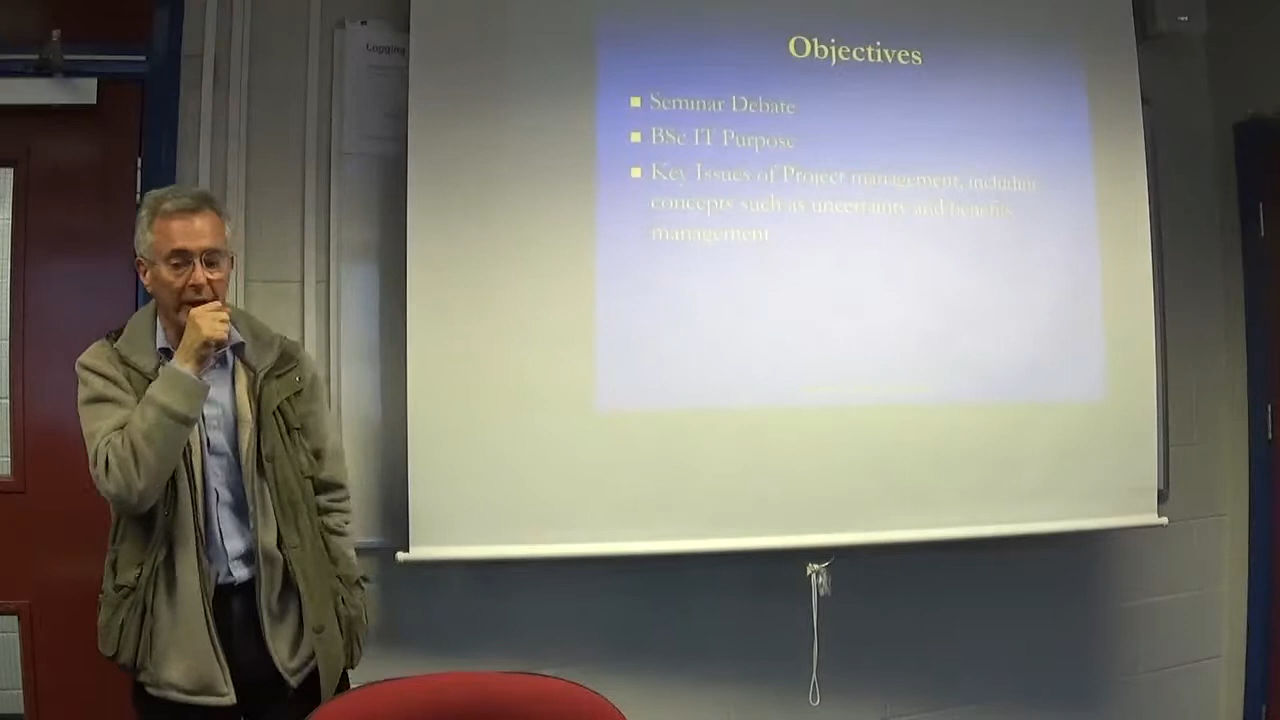 Logging
Objectives
Seminar Debate
BSc IT Purpose
Key Issues of Project management, including
concepts such as uncertainty and benefits
management